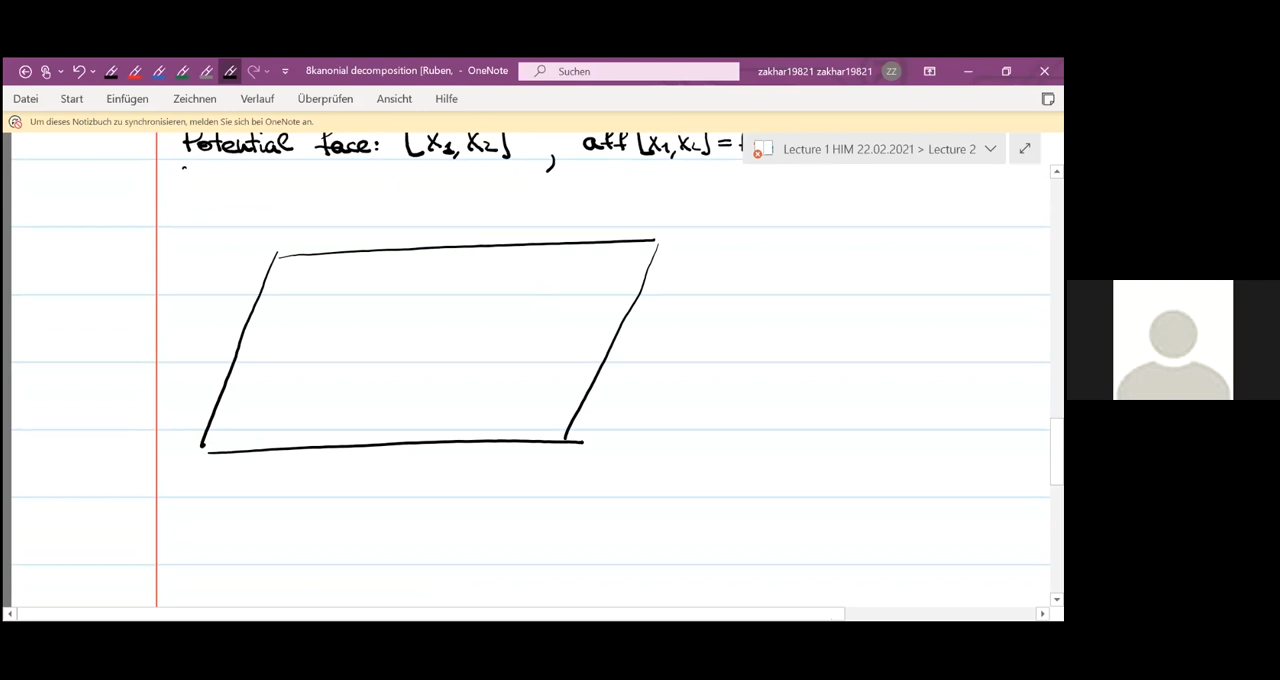 8kanonial decomposition [Ruben, - OneNote
Suchen
zakhar19821 zakhar19821 ZZ
Datei Start Einfügen Zeichnen Verlauf Überprüfen Ansicht Hilfe
Um dieses Notizbuch zu synchronisieren, melden Sie sich bei OneNote an.
Potential face: [x1, x2] , aff [x1, x2] =
Lecture 1 HIM 22.02.2021 > Lecture 2